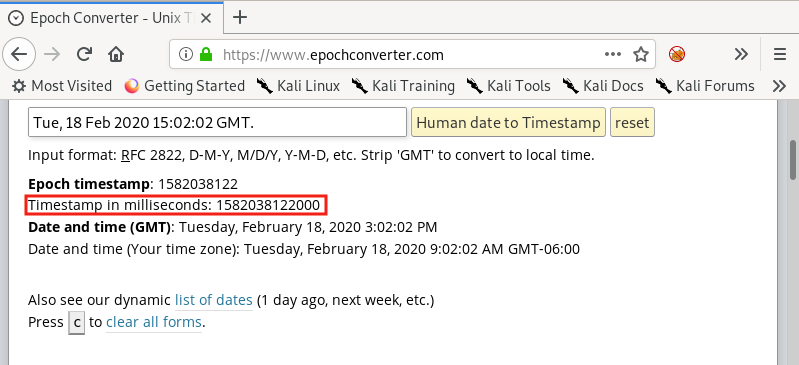 Epoch Converter - Unix T
https://www.epochconverter.com
Most Visited Getting Started Kali Linux Kali Training Kali Tools Kali Docs Kali Forums
Tue, 18 Feb 2020 15:02:02 GMT. Human date to Timestamp reset
Input format: RFC 2822, D-M-Y, M/D/Y, Y-M-D, etc. Strip 'GMT' to convert to local time.
Epoch timestamp: 1582038122
Timestamp in milliseconds: 1582038122000
Date and time (GMT): Tuesday, February 18, 2020 3:02:02 PM
Date and time (Your time zone): Tuesday, February 18, 2020 9:02:02 AM GMT-06:00
Also see our dynamic list of dates (1 day ago, next week, etc.)
Press c to clear all forms.